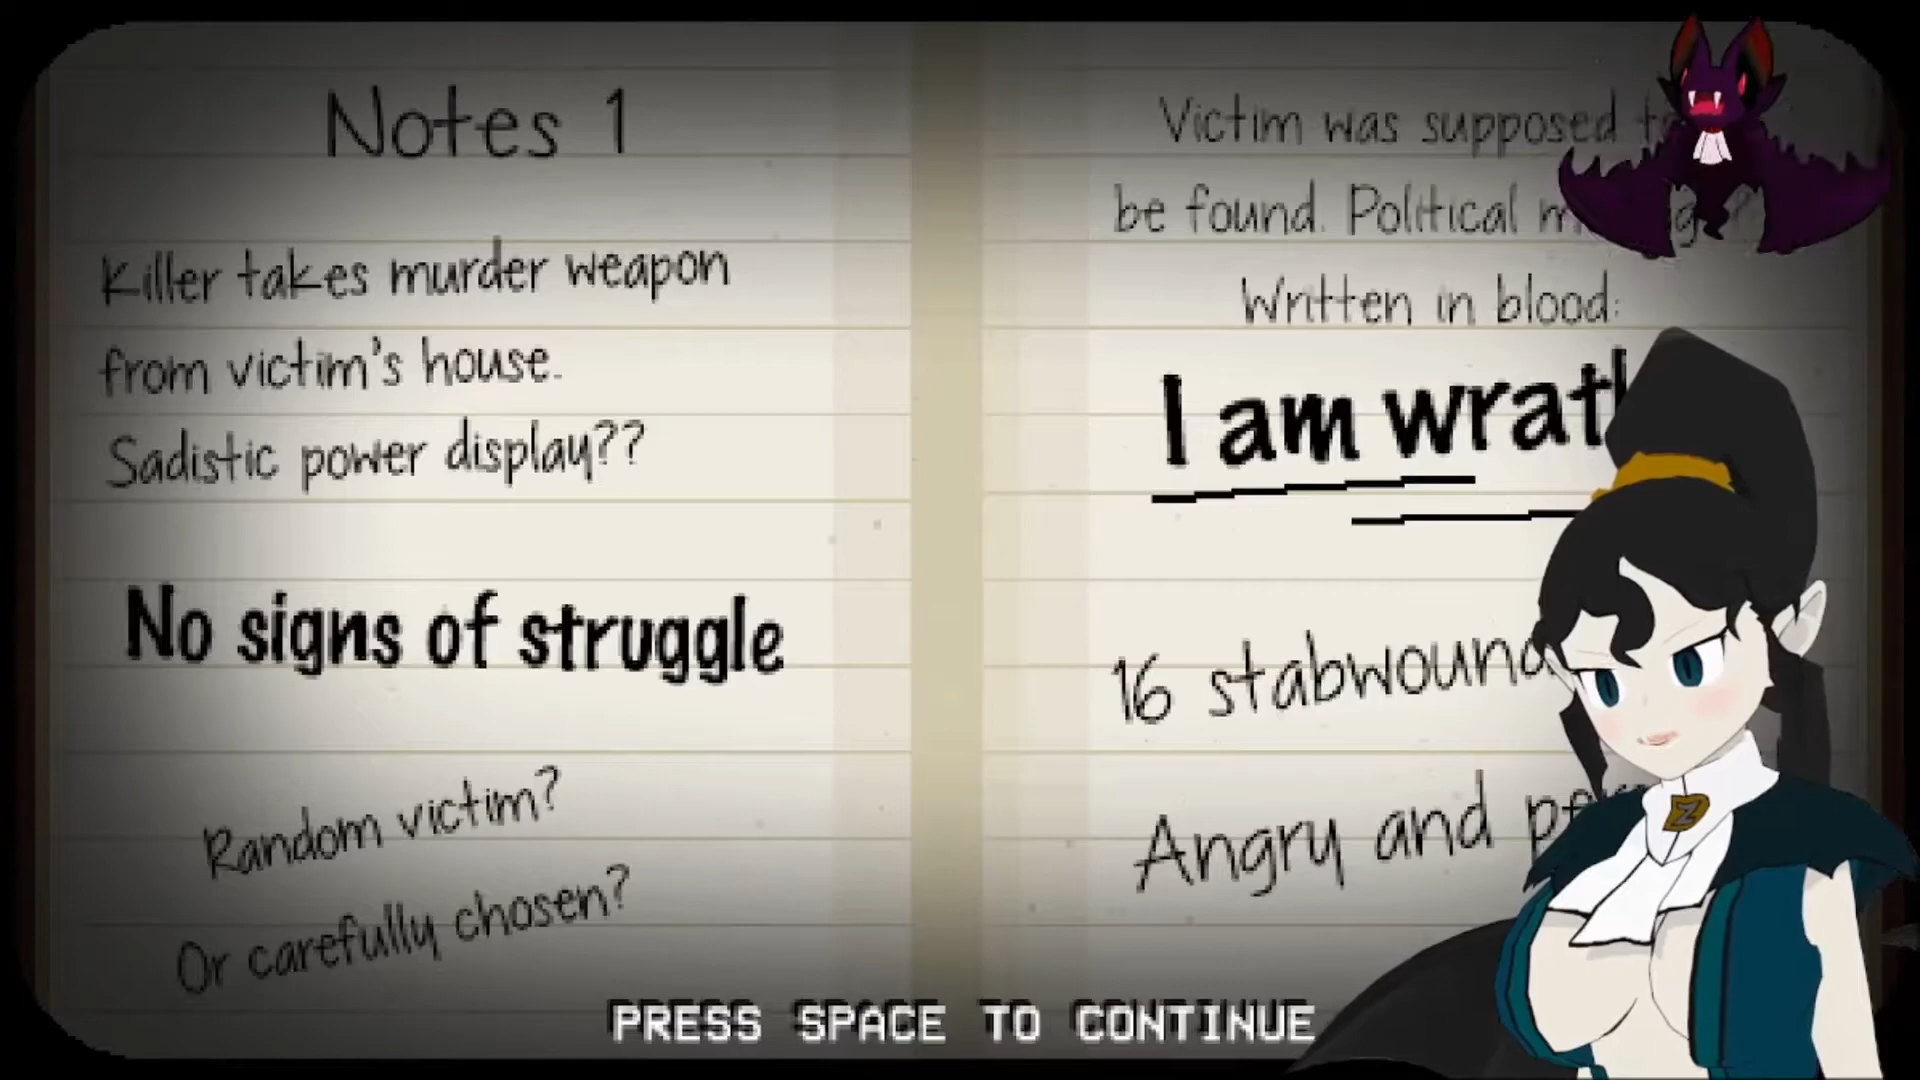 Notes 1
Killer takes murder weapon
from victim's house.
Sadistic power display??
No signs of struggle
Random victim?
Or carefully chosen?
Victim was supposed
be found. Political
Written in blood:
I am
16
Angry and
PRESS SPACE TO CONTINUE
Z